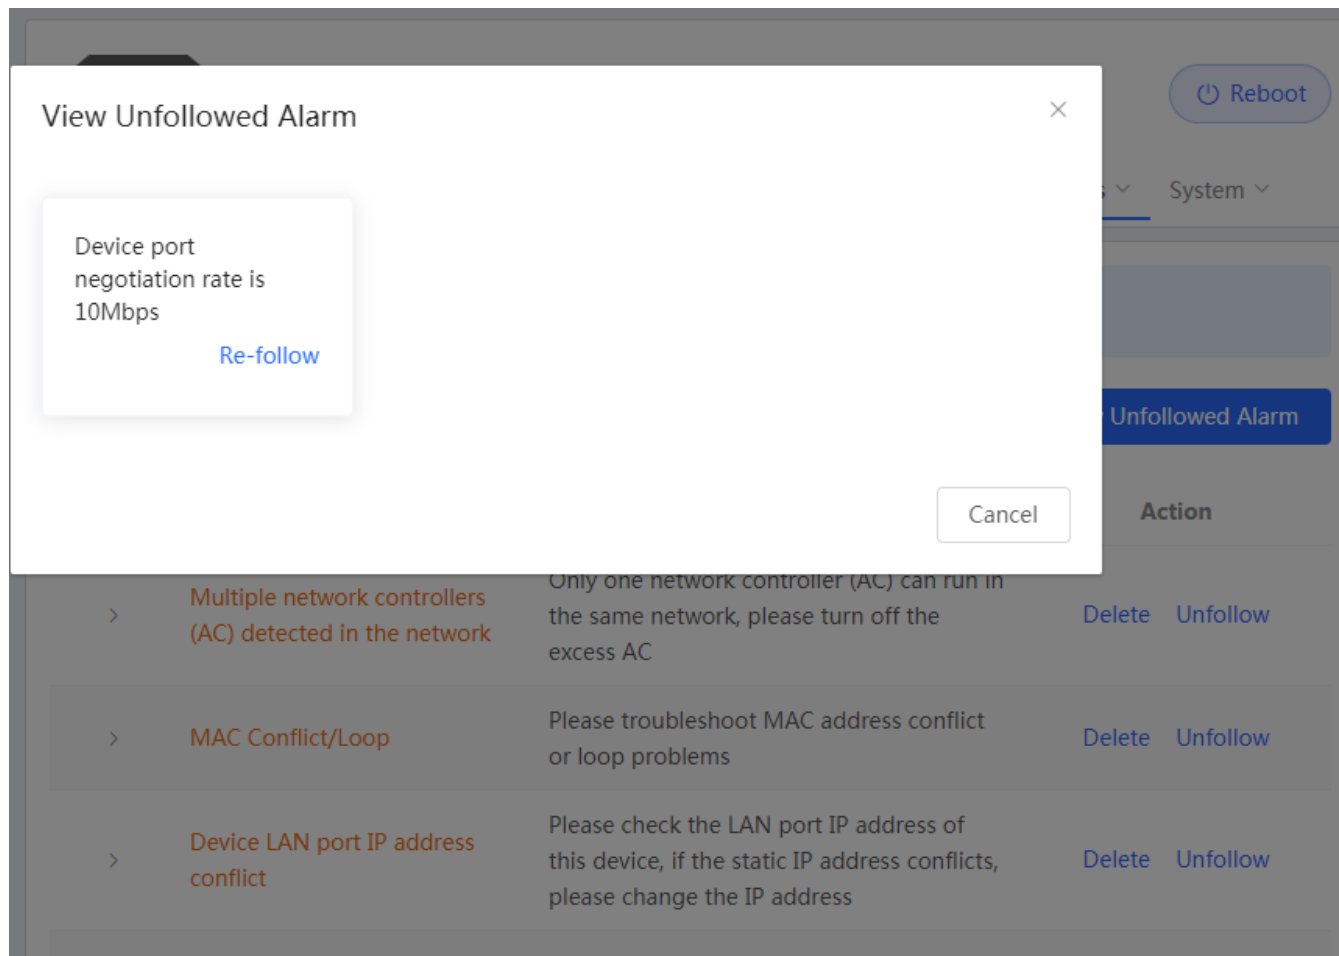 Reboot
View Unfollowed Alarm
System
Device port
negotiation rate is
10Mbps
Re-follow
Unfollowed Alarm
Cancel
Action
Multiple network controllers
(AC) detected in the network
Only one network controller (AC) can run in
the same network, please turn off the
excess AC
Delete Unfollow
MAC Conflict/Loop
Please troubleshoot MAC address conflict
or loop problems
Delete Unfollow
Device LAN port IP address
conflict
Please check the LAN port IP address of
this device, if the static IP address conflicts,
please change the IP address
Delete Unfollow